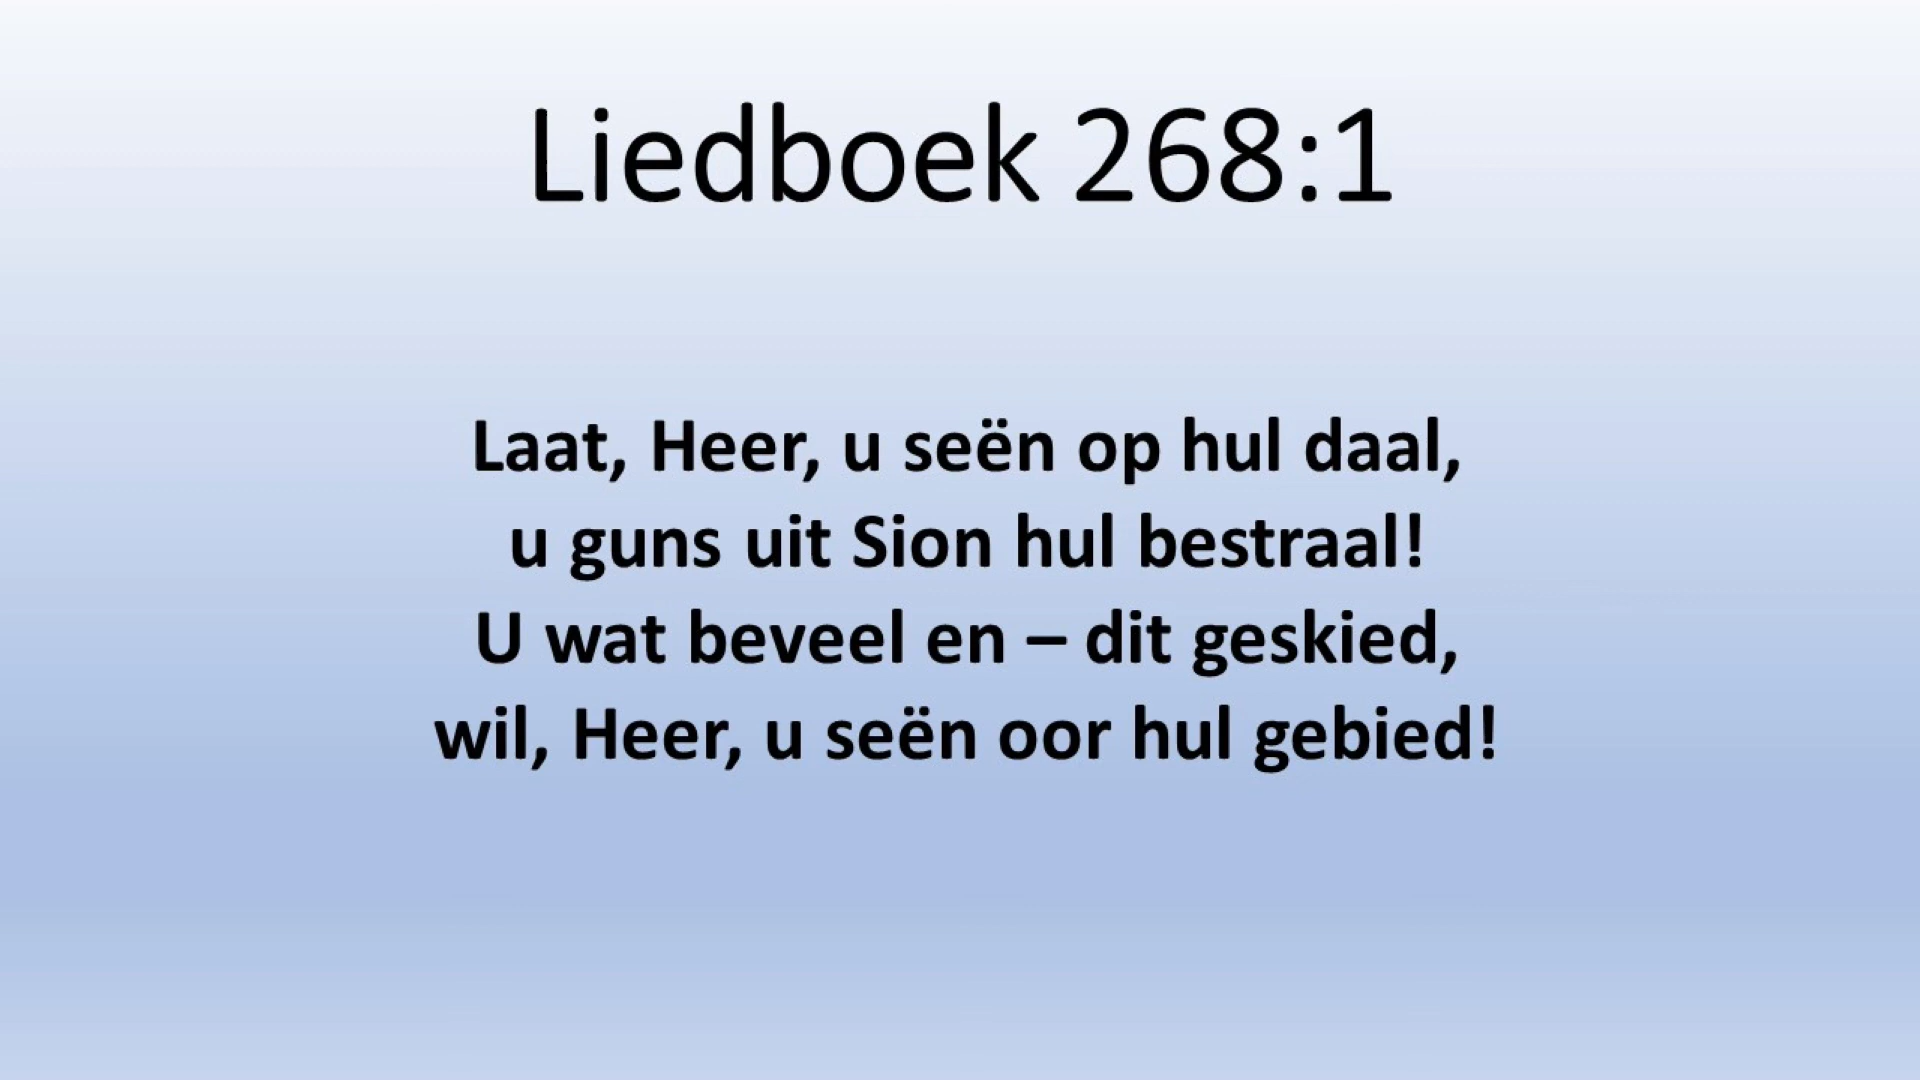 Liedboek 268:1
Laat, Heer, u seën op hul daal,
u guns uit Sion hul bestraal!
U wat beveel en – dit geskied,
wil, Heer, u seën oor hul gebied!